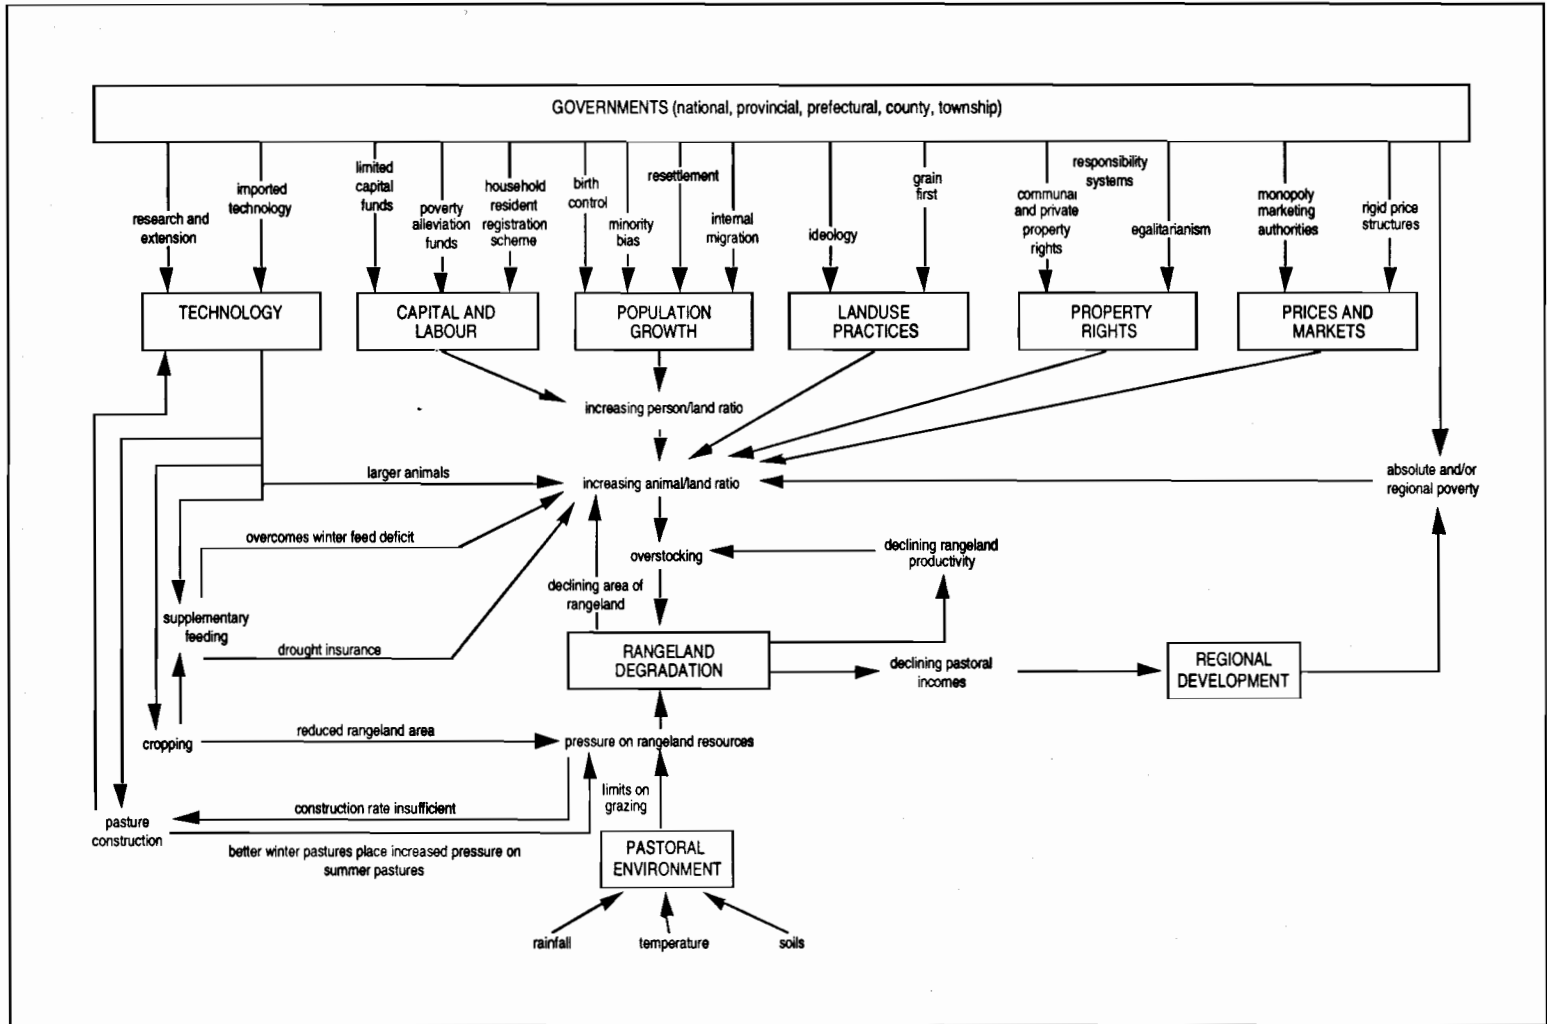 GOVERNMENTS (national, provincial, prefectural, county, township)
research and
extension
imported
technology
limited
capital
funds
poverty
alleviation
funds
household
resident
registration
scheme
birth
control
minority
bias
resettlement
internal
migration
ideology
grain
first
communal
and private
property
rights
responsibility
systems
egalitarianism
monopoly
marketing
authorities
rigid price
structures
TECHNOLOGY
CAPITAL AND
LABOUR
POPULATION
GROWTH
LANDUSE
PRACTICES
PROPERTY
RIGHTS
PRICES AND
MARKETS
increasing person/land ratio
larger animals
increasing animal/land ratio
absolute and/or
regional poverty
overcomes winter feed deficit
overstocking
declining rangeland
productivity
declining area of
rangeland
supplementary
feeding
drought insurance
RANGELAND
DEGRADATION
declining pastoral
incomes
REGIONAL
DEVELOPMENT
cropping
reduced rangeland area
pressure on rangeland resources
limits on
grazing
construction rate insufficient
pasture
construction
better winter pastures place increased pressure on
summer pastures
PASTORAL
ENVIRONMENT
rainfall
temperature
soils